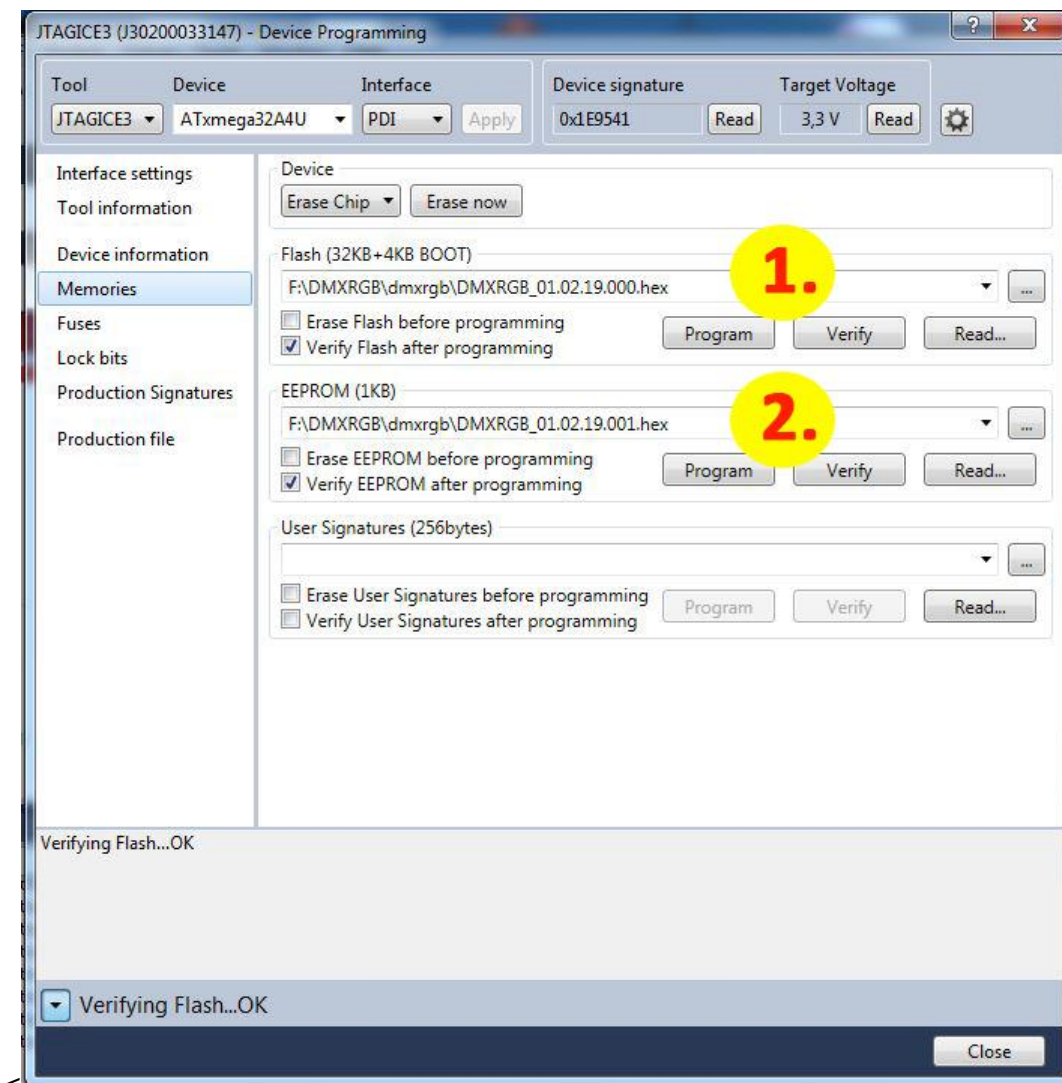 JTAGICE3 (J30200033147) - Device Programming
? X
Tool Device Interface Device signature Target Voltage
JTAGICE3 ATxmega32A4U PDI Apply 0x1E9541 Read 3,3 V Read
Interface settings
Tool information
Device information
Memories
Fuses
Lock bits
Production Signatures
Production file
Device
Erase Chip Erase now
Flash (32KB+4KB BOOT)
1.
F:\DMXRGB\dmxrgb\DMXRGB_01.02.19.000.hex ...
Erase Flash before programming
Verify Flash after programming
Program Verify Read...
EEPROM (1KB)
2.
F:\DMXRGB\dmxrgb\DMXRGB_01.02.19.001.hex ...
Erase EEPROM before programming
Verify EEPROM after programming
Program Verify Read...
User Signatures (256bytes)
...
Erase User Signatures before programming
Verify User Signatures after programming
Program Verify Read...
Verifying Flash...OK
Verifying Flash...OK
Close